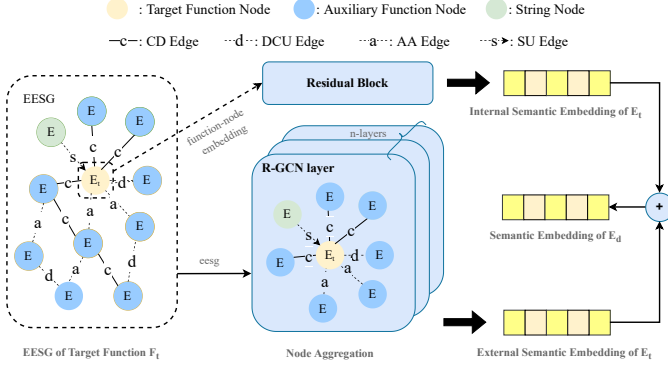 : Target Function Node : Auxiliary Function Node : String Node
c : CD Edge d : DCU Edge a : AA Edge s : SU Edge
EESG
E
E
E
E
s
c
c
c
E
c
Et
d
E
a
a
a
E
E
c
E
a
c
d
d
E
E
E
function-node
embedding
eesg
EESG of Target Function Ft
Residual Block
n-layers
R-GCN layer
E
E
E
s
c
c
E
c
Et
d
E
a
a
E
E
Node Aggregation
Internal Semantic Embedding of Et
+
Semantic Embedding of Ed
External Semantic Embedding of Et